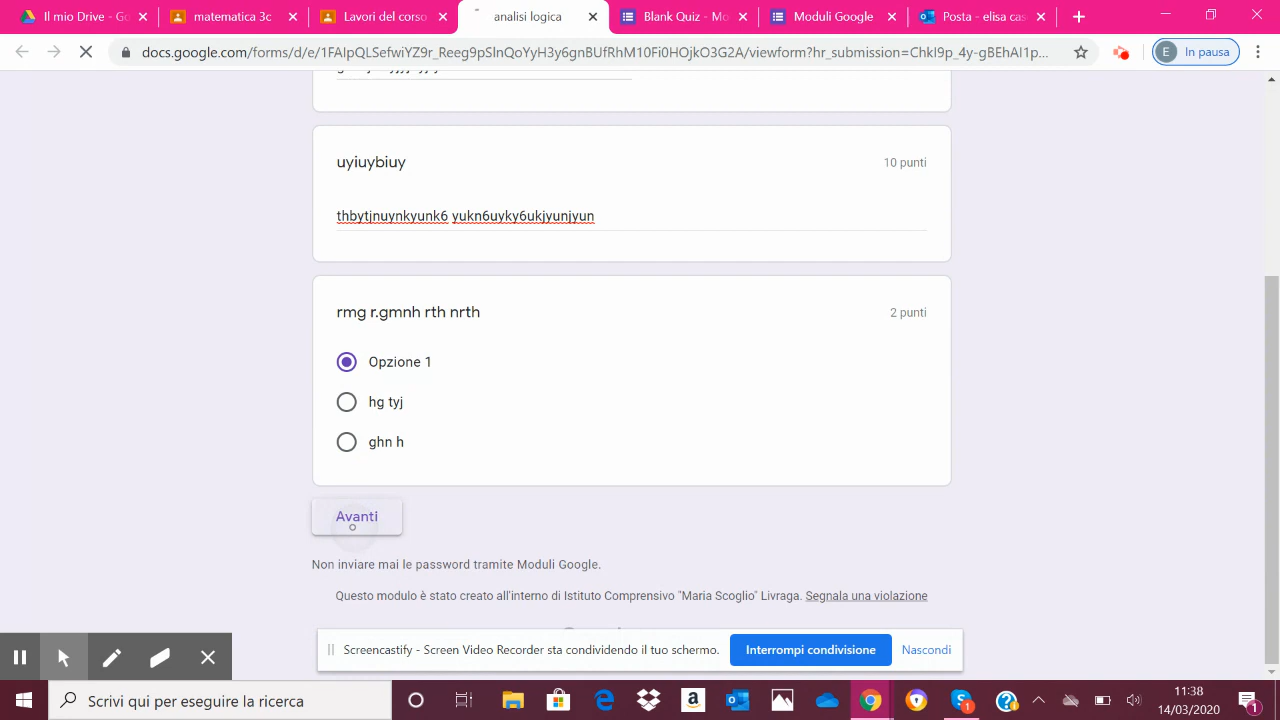 Il mio Drive - Go
matematica 3c
Lavori del corso
analisi logica
Blank Quiz - Mo
Moduli Google
Posta - elisa cas
docs.google.com/forms/d/e/1FAIpQLSefwiYZ9r_ReeD9pSlnQoYyH3y6gnBUfRhM10Fi0HOjkO3G2A/viewform?hr_submission=ChkI9p_4y-gBEhAI1p...
E In pausa
uyiuybiuy
10 punti
thbytjnuynkyunk6 yukn6uyky6ukjyunjyun
rmg r.gmnh rth nrth
2 punti
Opzione 1
hg tyj
ghn h
Avanti
Non inviare mai le password tramite Moduli Google.
Questo modulo è stato creato all'interno di Istituto Comprensivo "Maria Scoglio" Livraga. Segnala una violazione
Screencastify - Screen Video Recorder sta condividendo il tuo schermo.
Interrompi condivisione
Nascondi
Scrivi qui per eseguire la ricerca
11:38
14/03/2020